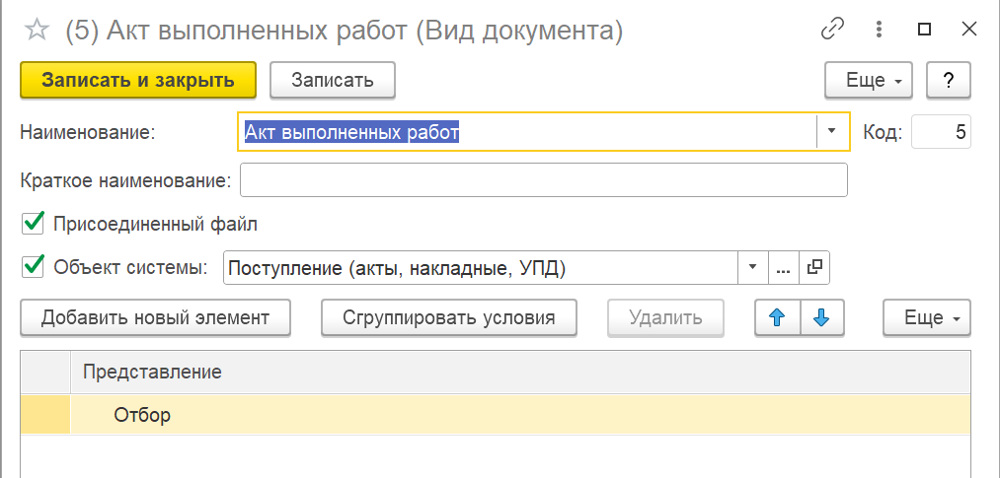 (5) Акт выполненных работ (Вид документа)
Записать и закрыть Записать Еще ?
Наименование: Акт выполненных работ Код: 5
Краткое наименование:
Присоединенный файл
Объект системы: Поступление (акты, накладные, УПД) ...
Добавить новый элемент Сгруппировать условия Удалить Еще
Представление
Отбор